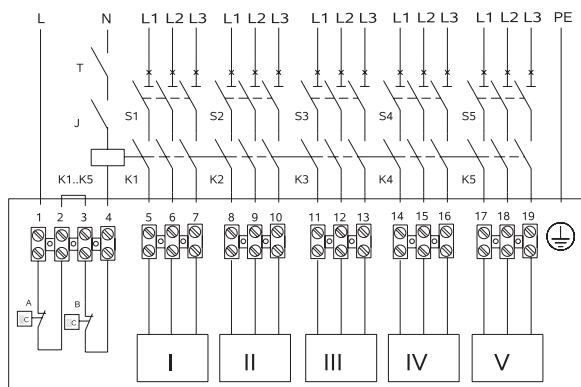 L N L1 L2 L3 L1 L2 L3 L1 L2 L3 L1 L2 L3 L1 L2 L3 PE
T
J S1 S2 S3 S4 S5
K1..K5 K1 K2 K3 K4 K5
1 2 3 4 5 6 7 8 9 10 11 12 13 14 15 16 17 18 19
A B
C C
I II III IV V